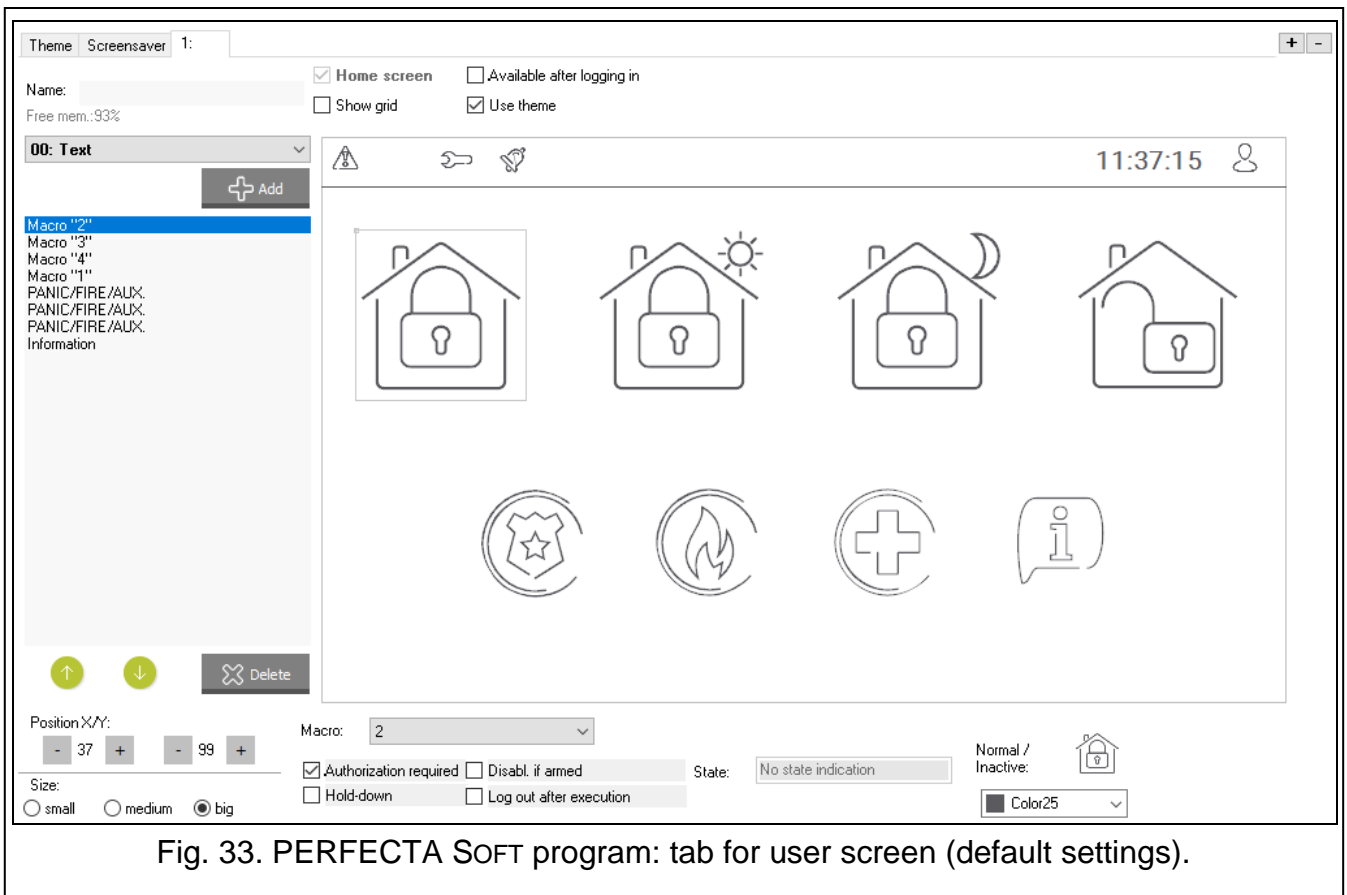 Theme Screensaver 1: + -
Home screen Available after logging in
Name:
Show grid Use theme
Free mem.:93%
00: Text
11:37:15
Add
Macro "2"
Macro "3"
Macro "4"
Macro "1"
PANIC/FIRE/AUX.
PANIC/FIRE/AUX.
PANIC/FIRE/AUX.
Information
Delete
Position X/Y:
- 37 + - 99 +
Size:
small medium big
Macro: 2
Authorization required Disabl. if armed
Hold-down Log out after execution
State: No state indication
Normal /
Inactive:
Color25
Fig. 33. PERFECTA SOFT program: tab for user screen (default settings).